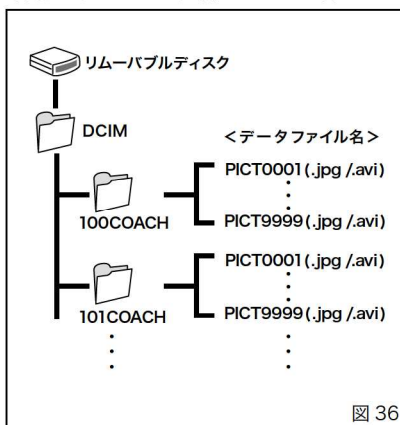 リムーバブルディスク
DCIM
＜データファイル名＞
PICT0001(.jpg /.avi)
100COACH
PICT9999(.jpg /.avi)
PICT0001(.jpg /.avi)
101COACH
PICT9999(.jpg /.avi)
図 36